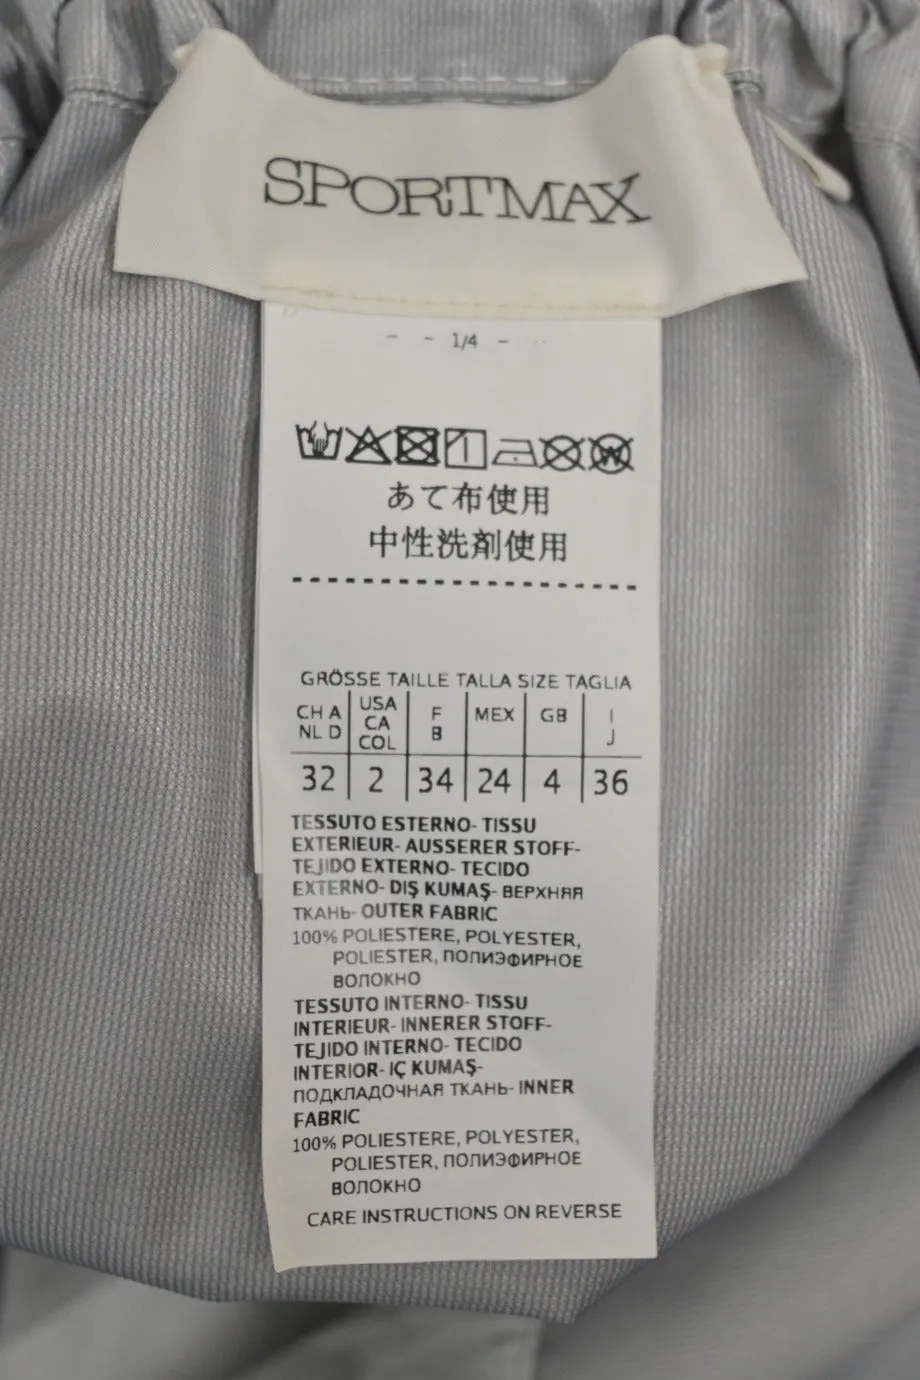 SPORTMAX
- - 1/4 - -
あて布使用
中性洗剤使用
GRÖSSE TAILLE TALLA SIZE TAGLIA
CH A NL D | USA CA COL | F B | MEX | GB | I J
32 | 2 | 34 | 24 | 4 | 36
TESSUTO ESTERNO- TISSU
EXTERIEUR- AUSSERER STOFF-
TEJIDO EXTERNO- TECIDO
EXTERNO- DIŞ KUMAŞ- ВЕРХНЯЯ
ТКАНЬ- OUTER FABRIC
100% POLIESTERE, POLYESTER,
POLIESTER, ПОЛИЭФИРНОЕ
ВОЛОКНО
TESSUTO INTERNO- TISSU
INTERIEUR- INNERER STOFF-
TEJIDO INTERNO- TECIDO
INTERIOR- IÇ KUMAŞ-
ПОДКЛАДОЧНАЯ ТКАНЬ- INNER
FABRIC
100% POLIESTERE, POLYESTER,
POLIESTER, ПОЛИЭФИРНОЕ
ВОЛОКНО
CARE INSTRUCTIONS ON REVERSE